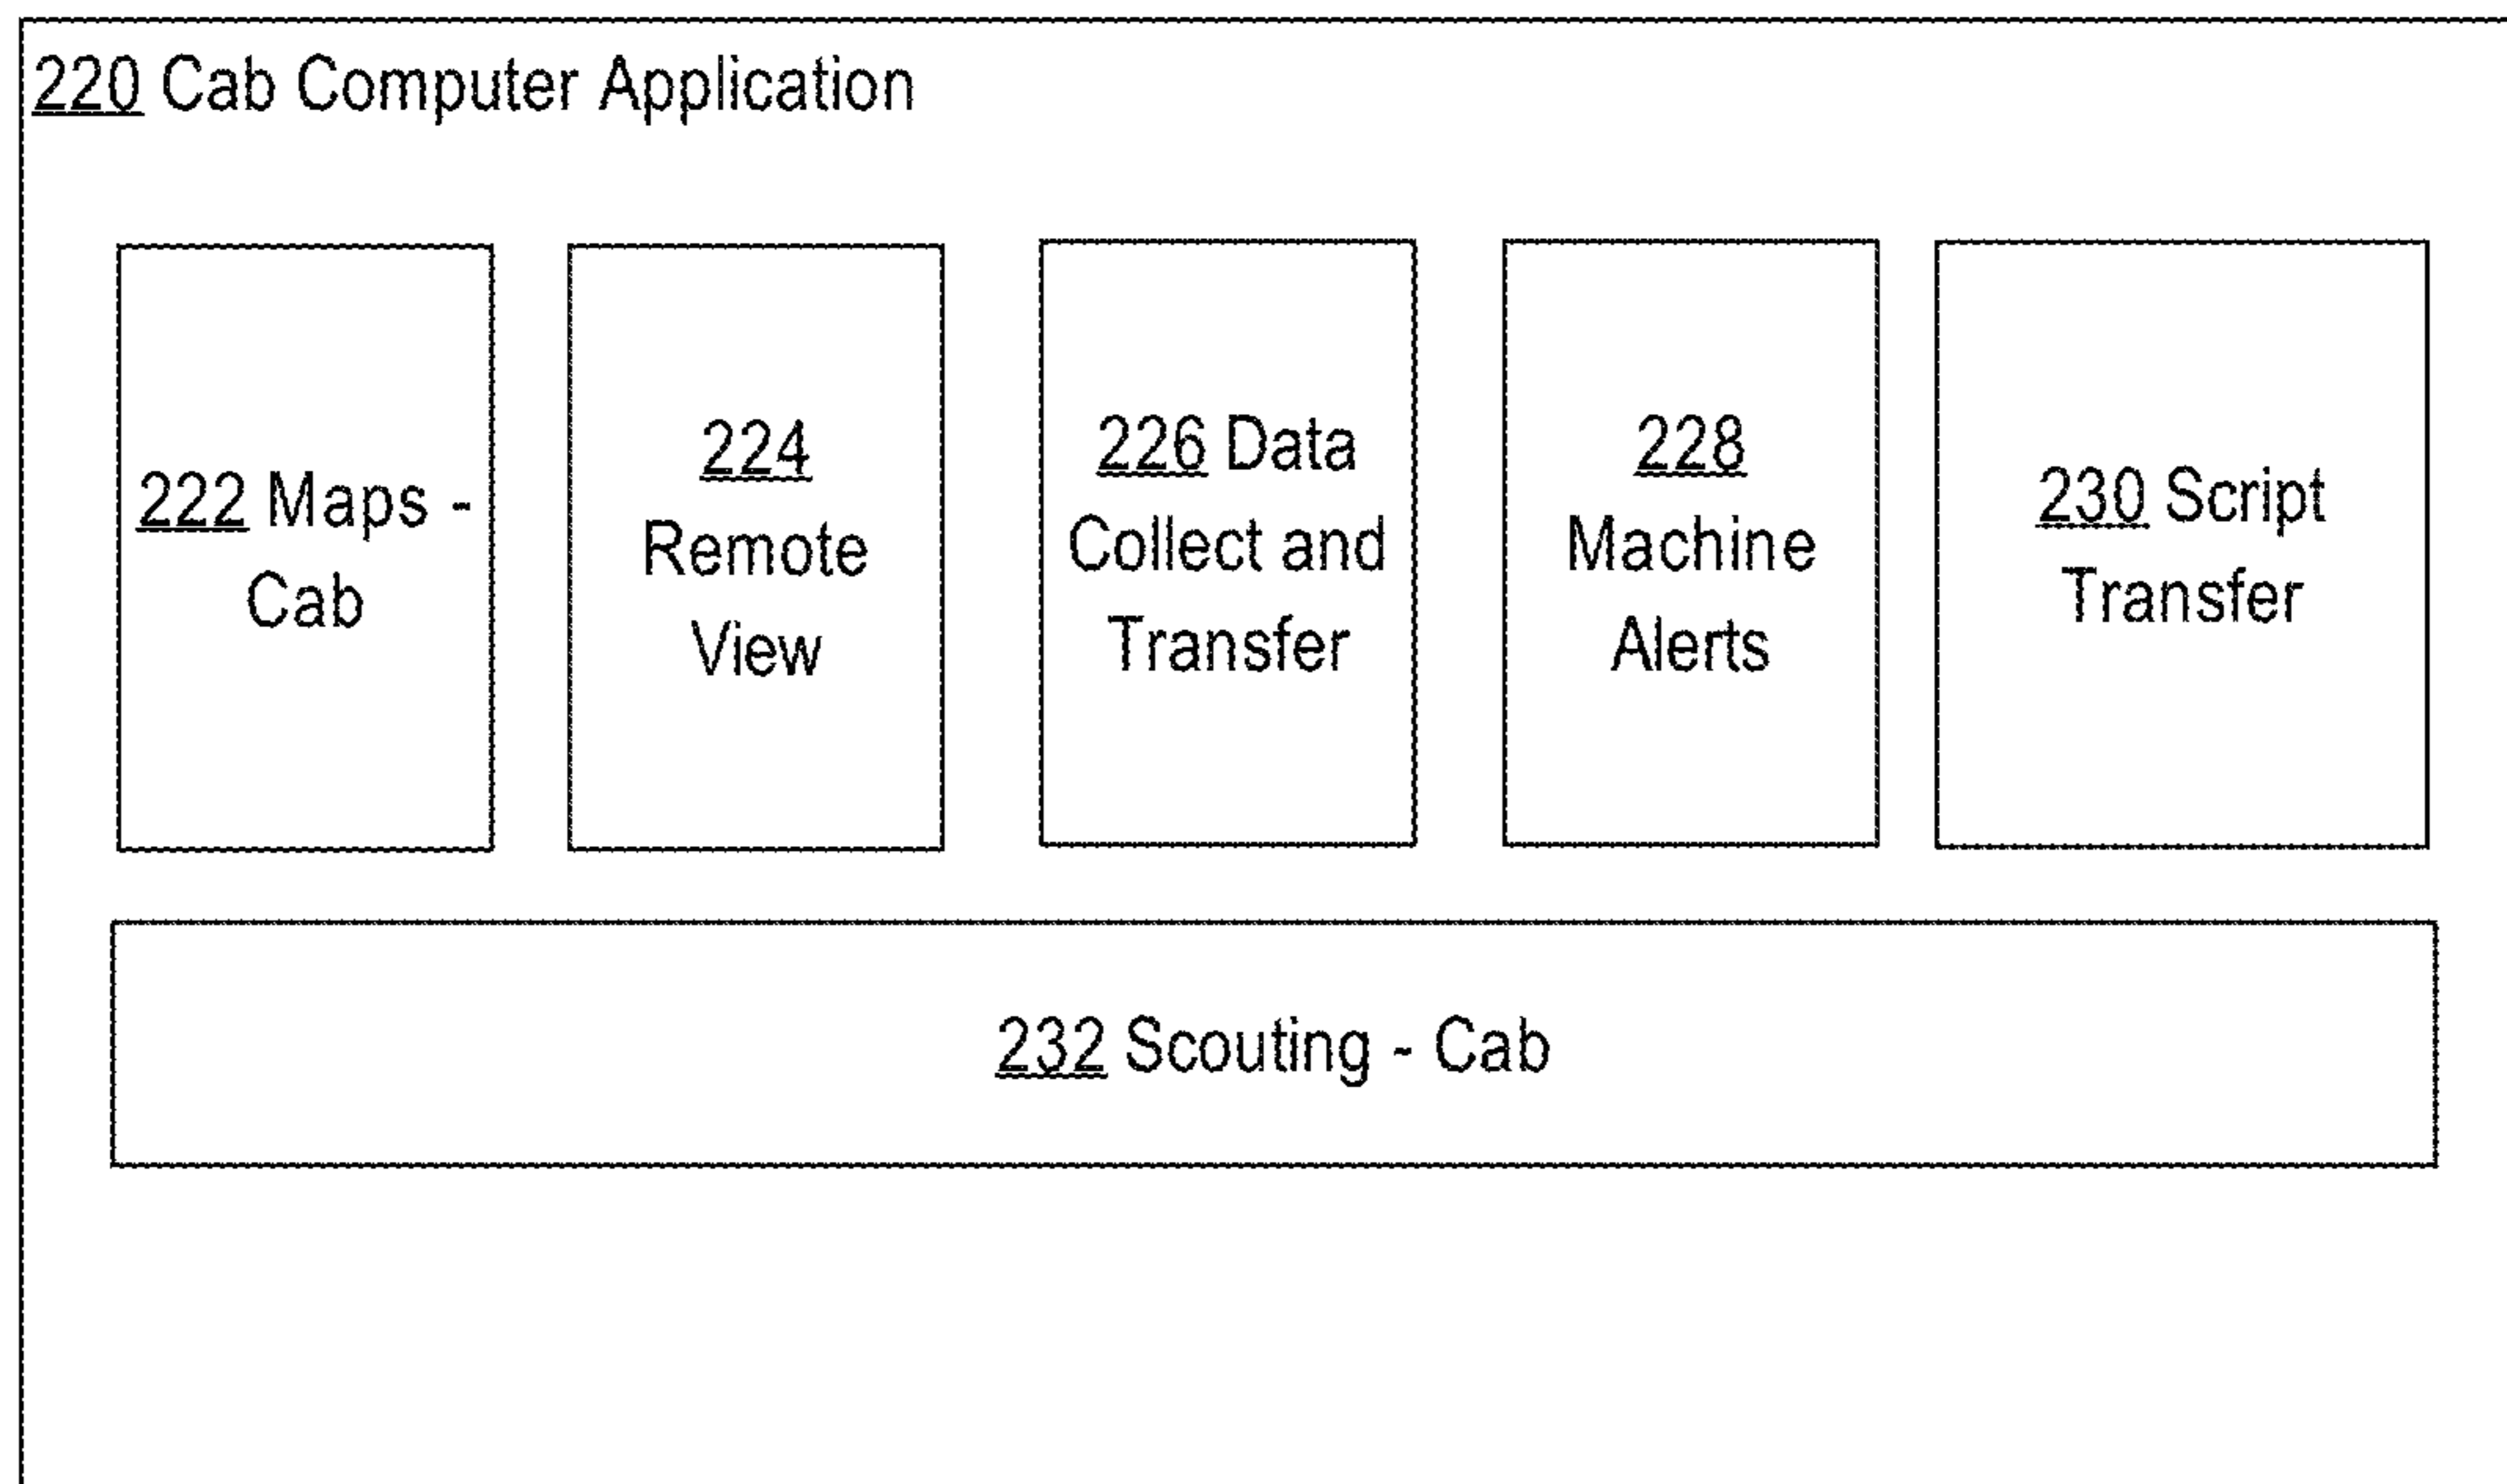 220 Cab Computer Application
222 Maps -
Cab
224
Remote
View
226 Data
Collect and
Transfer
228
Machine
Alerts
230 Script
Transfer
232 Scouting - Cab